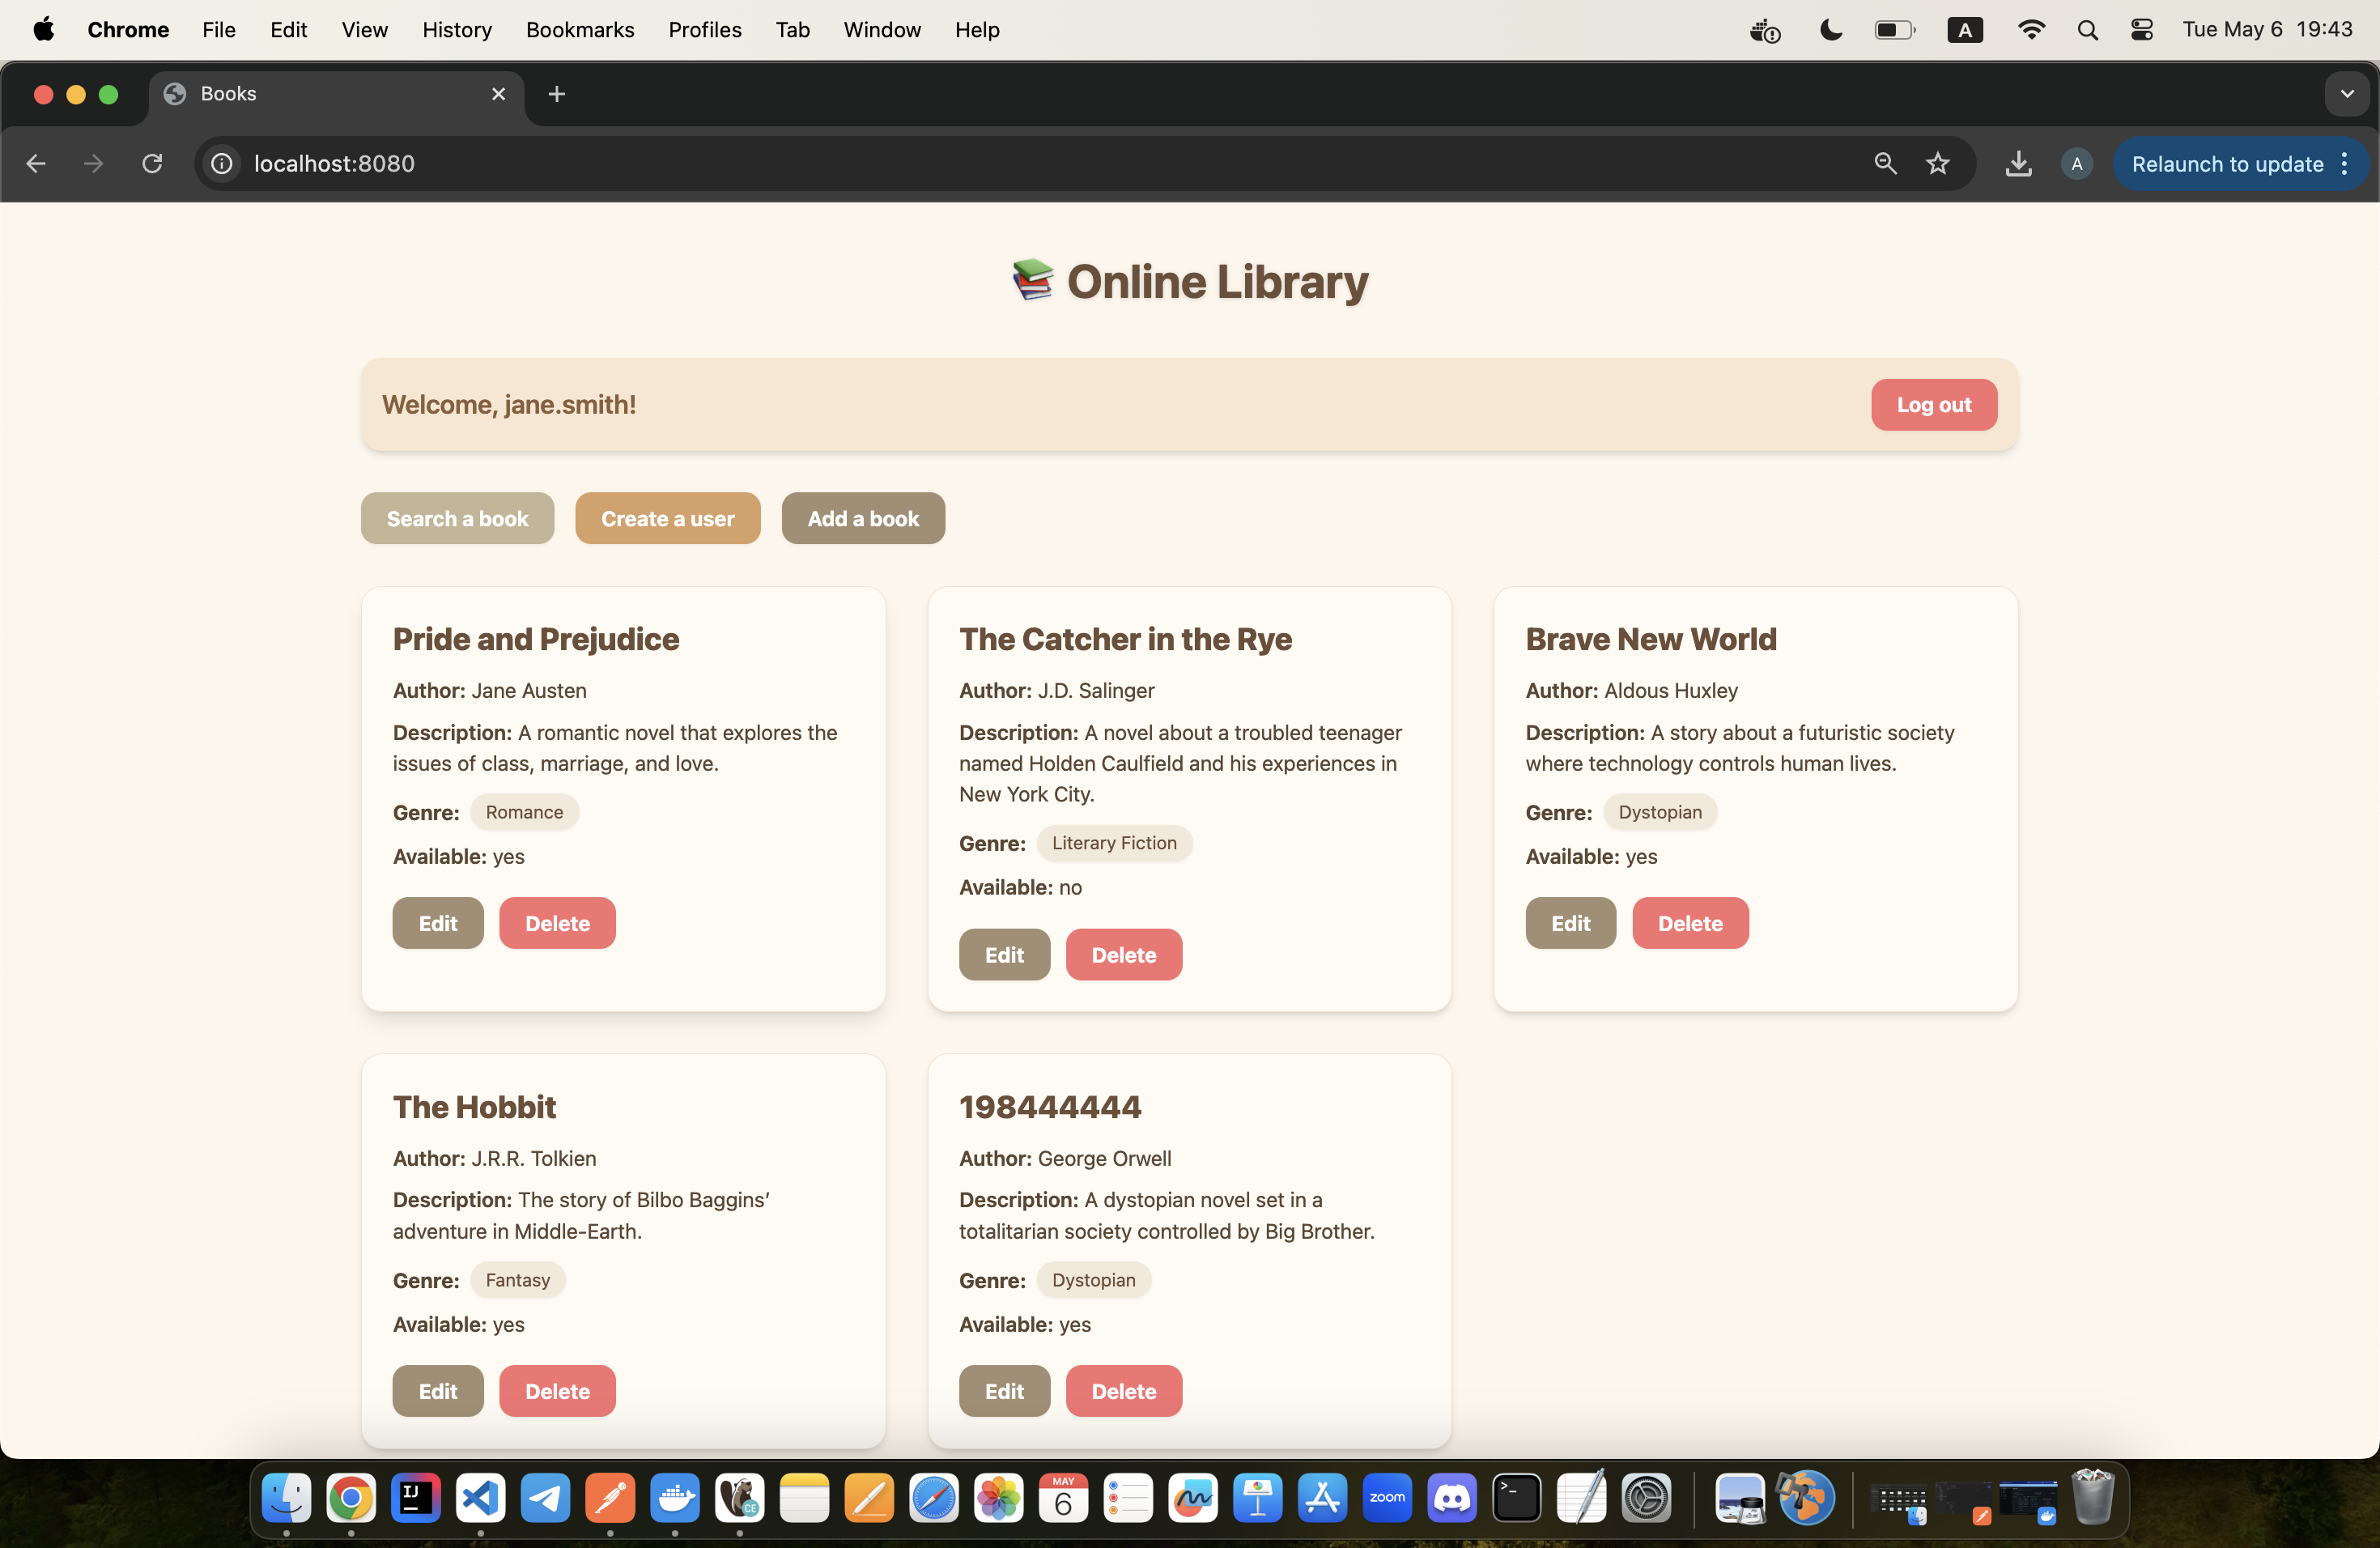 Chrome File Edit View History Bookmarks Profiles Tab Window Help A Tue May 6 19:43
Books
localhost:8080 A Relaunch to update
Online Library
Welcome, jane.smith! Log out
Search a book Create a user Add a book
Pride and Prejudice
Author: Jane Austen
Description: A romantic novel that explores the
issues of class, marriage, and love.
Genre: Romance
Available: yes
Edit Delete
The Catcher in the Rye
Author: J.D. Salinger
Description: A novel about a troubled teenager
named Holden Caulfield and his experiences in
New York City.
Genre: Literary Fiction
Available: no
Edit Delete
Brave New World
Author: Aldous Huxley
Description: A story about a futuristic society
where technology controls human lives.
Genre: Dystopian
Available: yes
Edit Delete
The Hobbit
Author: J.R.R. Tolkien
Description: The story of Bilbo Baggins’
adventure in Middle-Earth.
Genre: Fantasy
Available: yes
Edit Delete
198444444
Author: George Orwell
Description: A dystopian novel set in a
totalitarian society controlled by Big Brother.
Genre: Dystopian
Available: yes
Edit Delete
IJ CE MAY 6 zoom >_